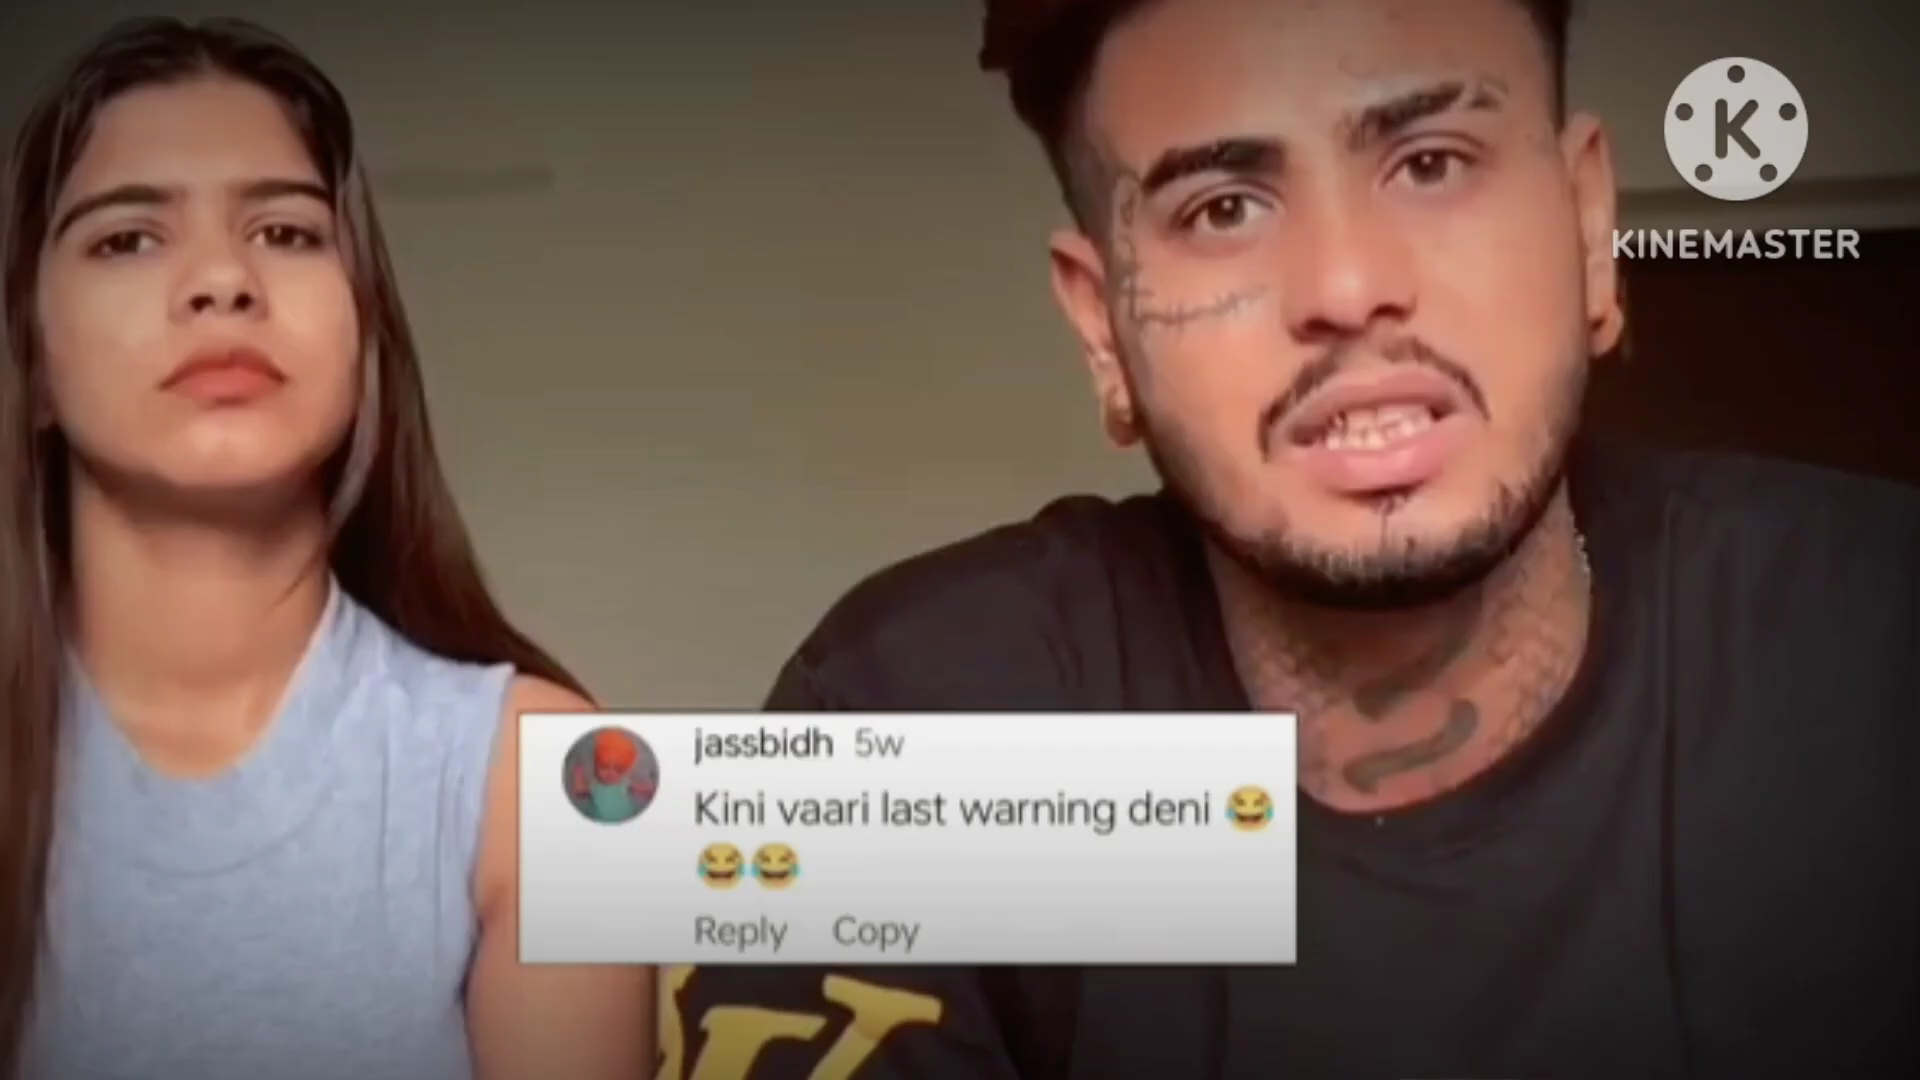 K
KINEMASTER
jassbidh 5w
Kini vaari last warning deni 😂
😂😂
Reply Copy